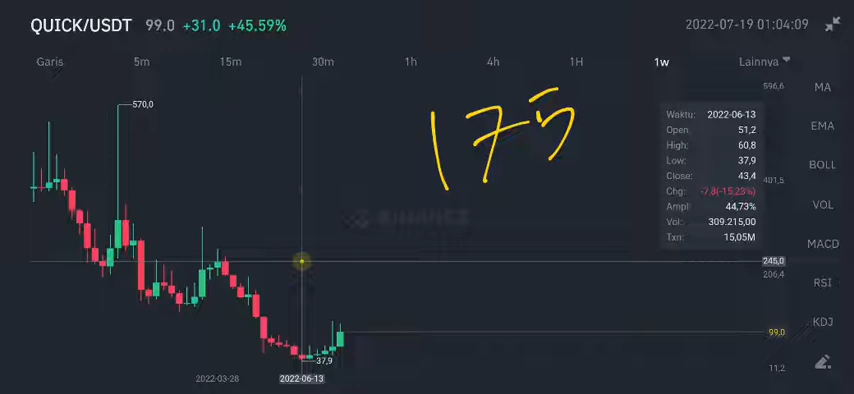 QUICK/USDT 99.0 +31.0 +45.59% 2022-07-19 01:04:09
Garis 5m 15m 30m 1h 4h 1H 1w Lainnya
596,6
MA
570,0
175
Waktu: 2022-06-13
Open: 51,2
High: 60,8
Low: 37,9
Close: 43,4
Chg: -7,8(-15,23%)
Ampl: 44,73%
Vol: 309.215,00
Txn: 15,05M
EMA
BOLL
401,5
VOL
BINANCE
MACD
245,0
206,4
RSI
KDJ
99,0
37,9
11,2
2022-03-28 2022-06-13